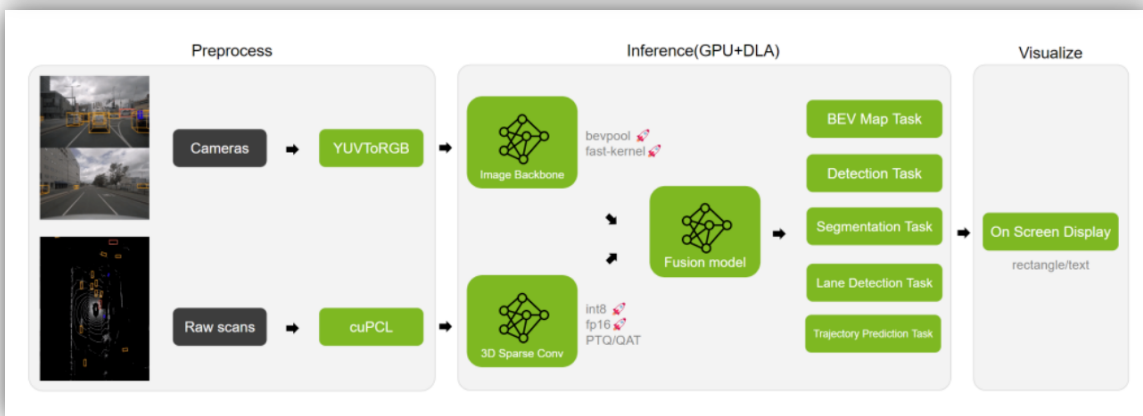 Preprocess
Inference(GPU+DLA)
Visualize
Cameras
YUVToRGB
Image Backbone
bevpool 🚀
fast-kernel 🚀
Raw scans
cuPCL
3D Sparse Conv
int8 🚀
fp16 🚀
PTQ/QAT
Fusion model
BEV Map Task
Detection Task
Segmentation Task
Lane Detection Task
Trajectory Prediction Task
On Screen Display
rectangle/text